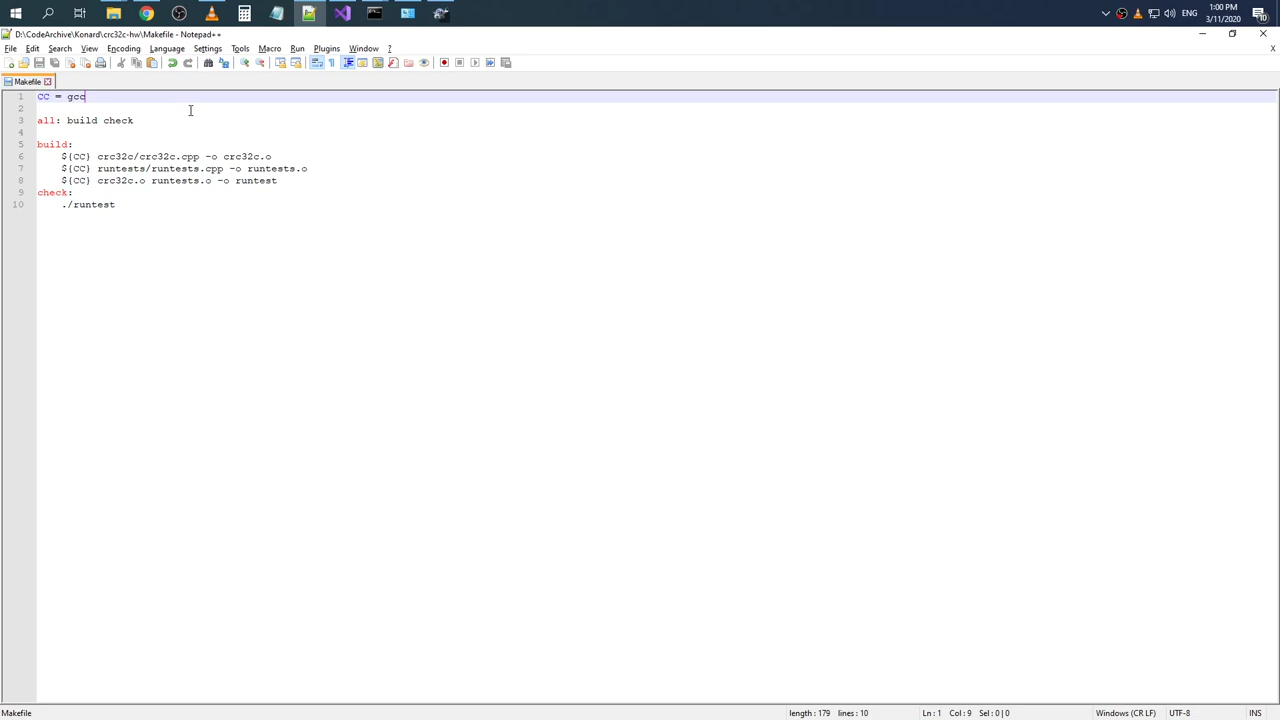 ENG
1:00 PM
3/11/2020
10
D:\CodeArchive\Konard\crc32c-hw\Makefile - Notepad++
File Edit Search View Encoding Language Settings Tools Macro Run Plugins Window ?
X
Makefile
1 CC = gcc
2
3 all: build check
4
5 build:
6 ${CC} crc32c/crc32c.cpp -o crc32c.o
7 ${CC} runtests/runtests.cpp -o runtests.o
8 ${CC} crc32c.o runtests.o -o runtest
9 check:
10 ./runtest
Makefile length : 179 lines : 10 Ln : 1 Col : 9 Sel : 0 | 0 Windows (CR LF) UTF-8 INS